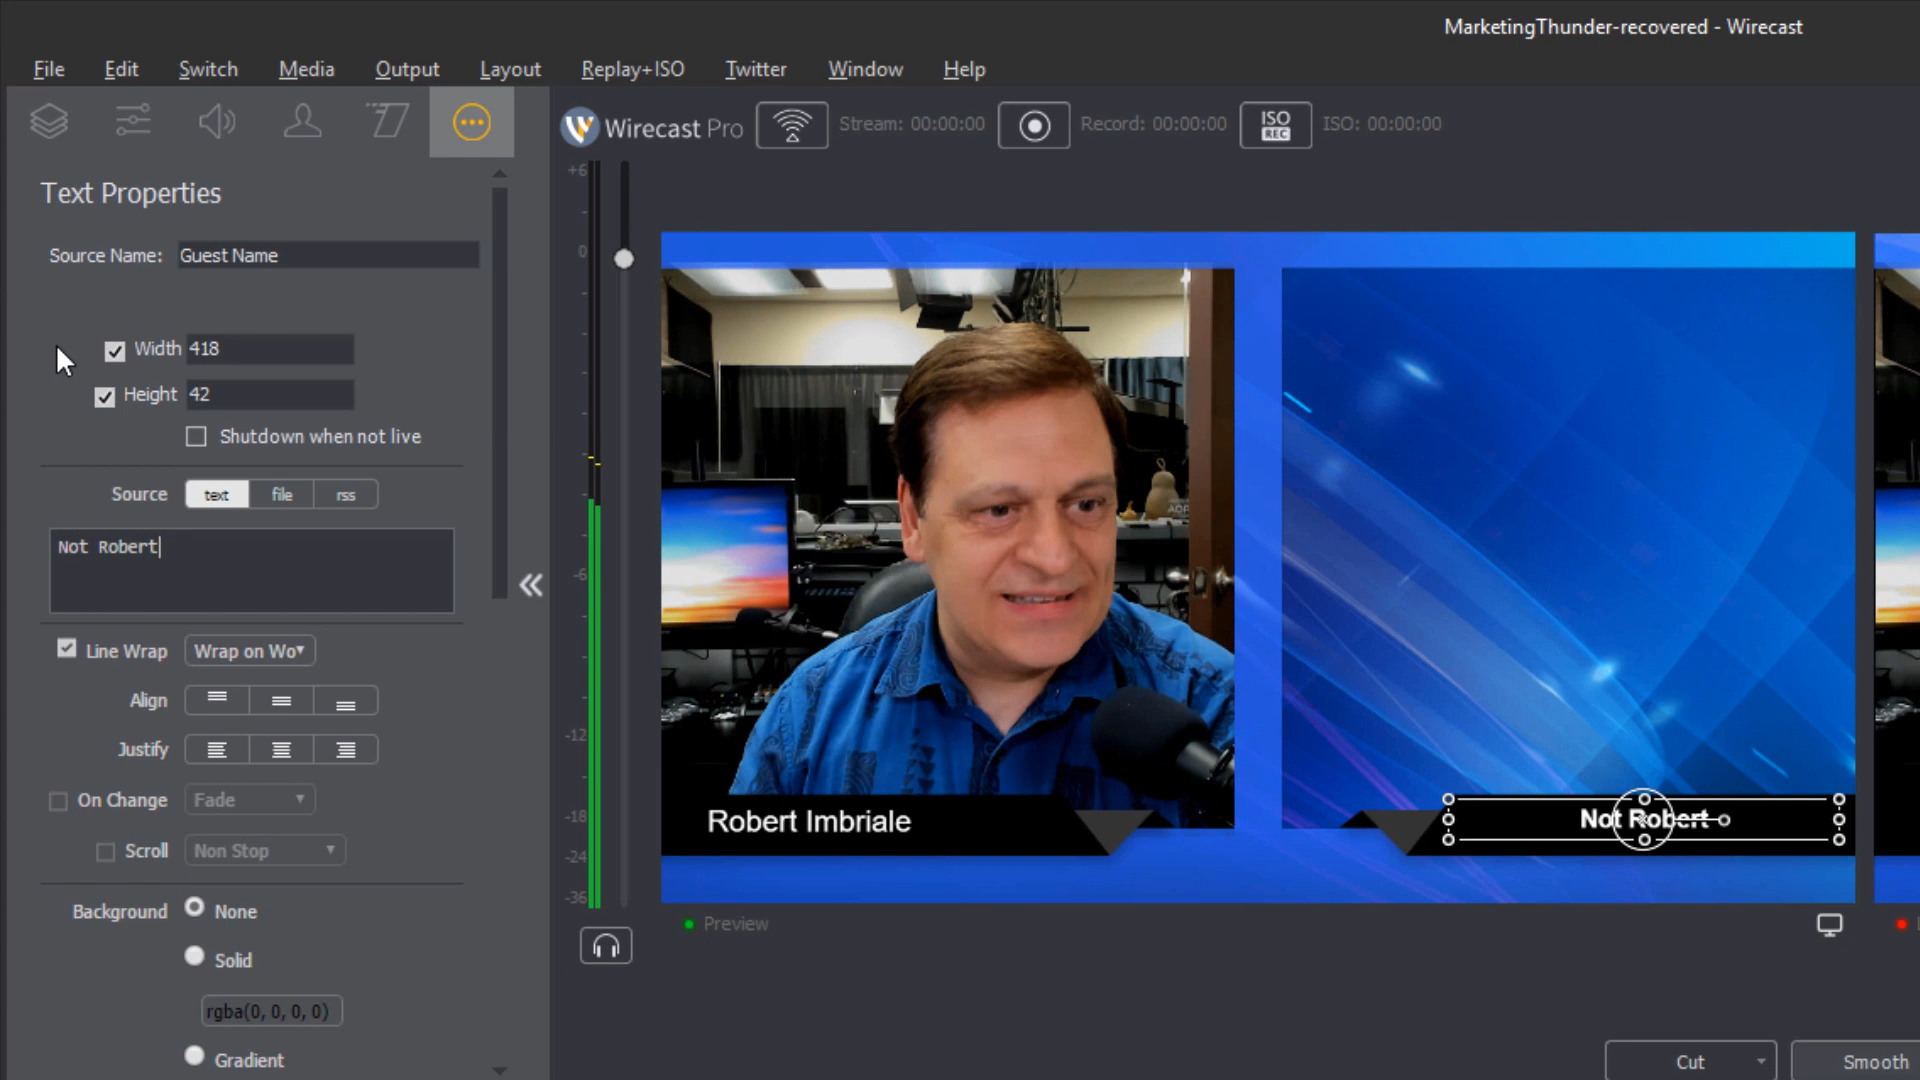 MarketingThunder-recovered - Wirecast
File Edit Switch Media Output Layout Replay+ISO Twitter Window Help
Wirecast Pro Stream: 00:00:00 Record: 00:00:00 ISO REC ISO: 00:00:00
Text Properties
Source Name: Guest Name
Width 418
Height 42
Shutdown when not live
Source text file rss
Not Robert
Line Wrap Wrap on Wo
Align
Justify
On Change Fade
Scroll Non Stop
Background None
Solid
rgba(0, 0, 0, 0)
Gradient
+6
0
-6
-12
-18
-24
-36
Robert Imbriale
Not Robert
Preview
Cut Smooth